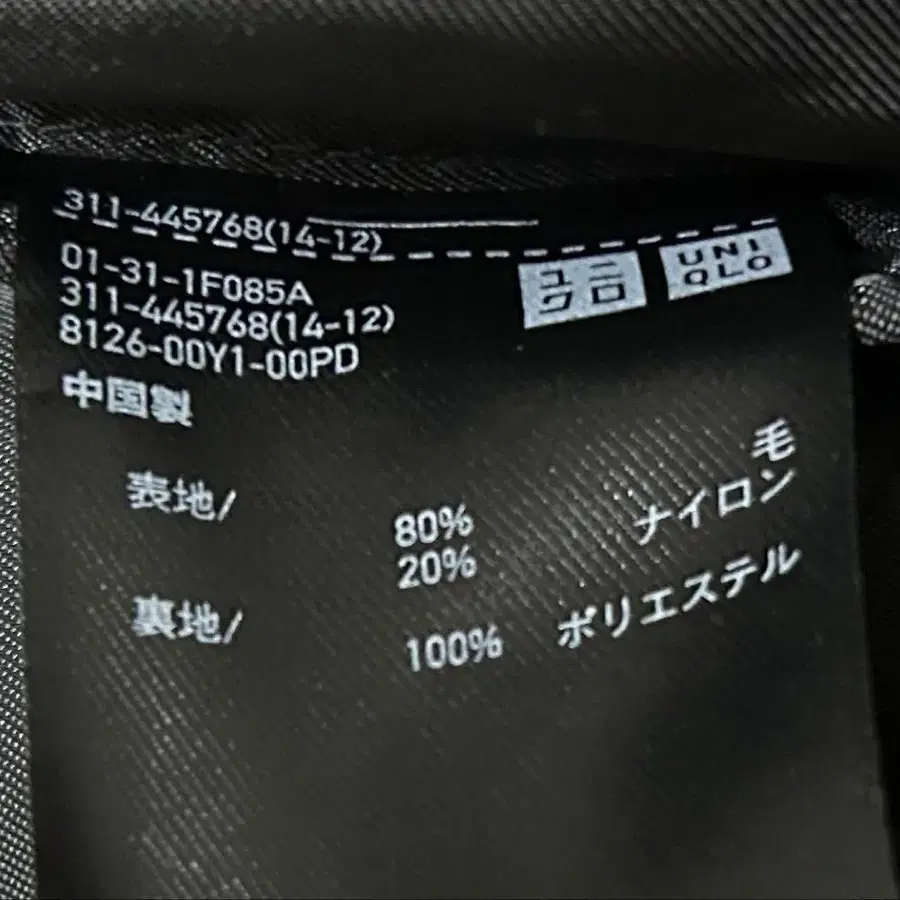 311-445768(14-12)
ユニクロ UNIQLO
01-31-1F085A
311-445768(14-12)
8126-00Y1-00PD
中国製
表地/ 80% 毛
20% ナイロン
裏地/ 100% ポリエステル